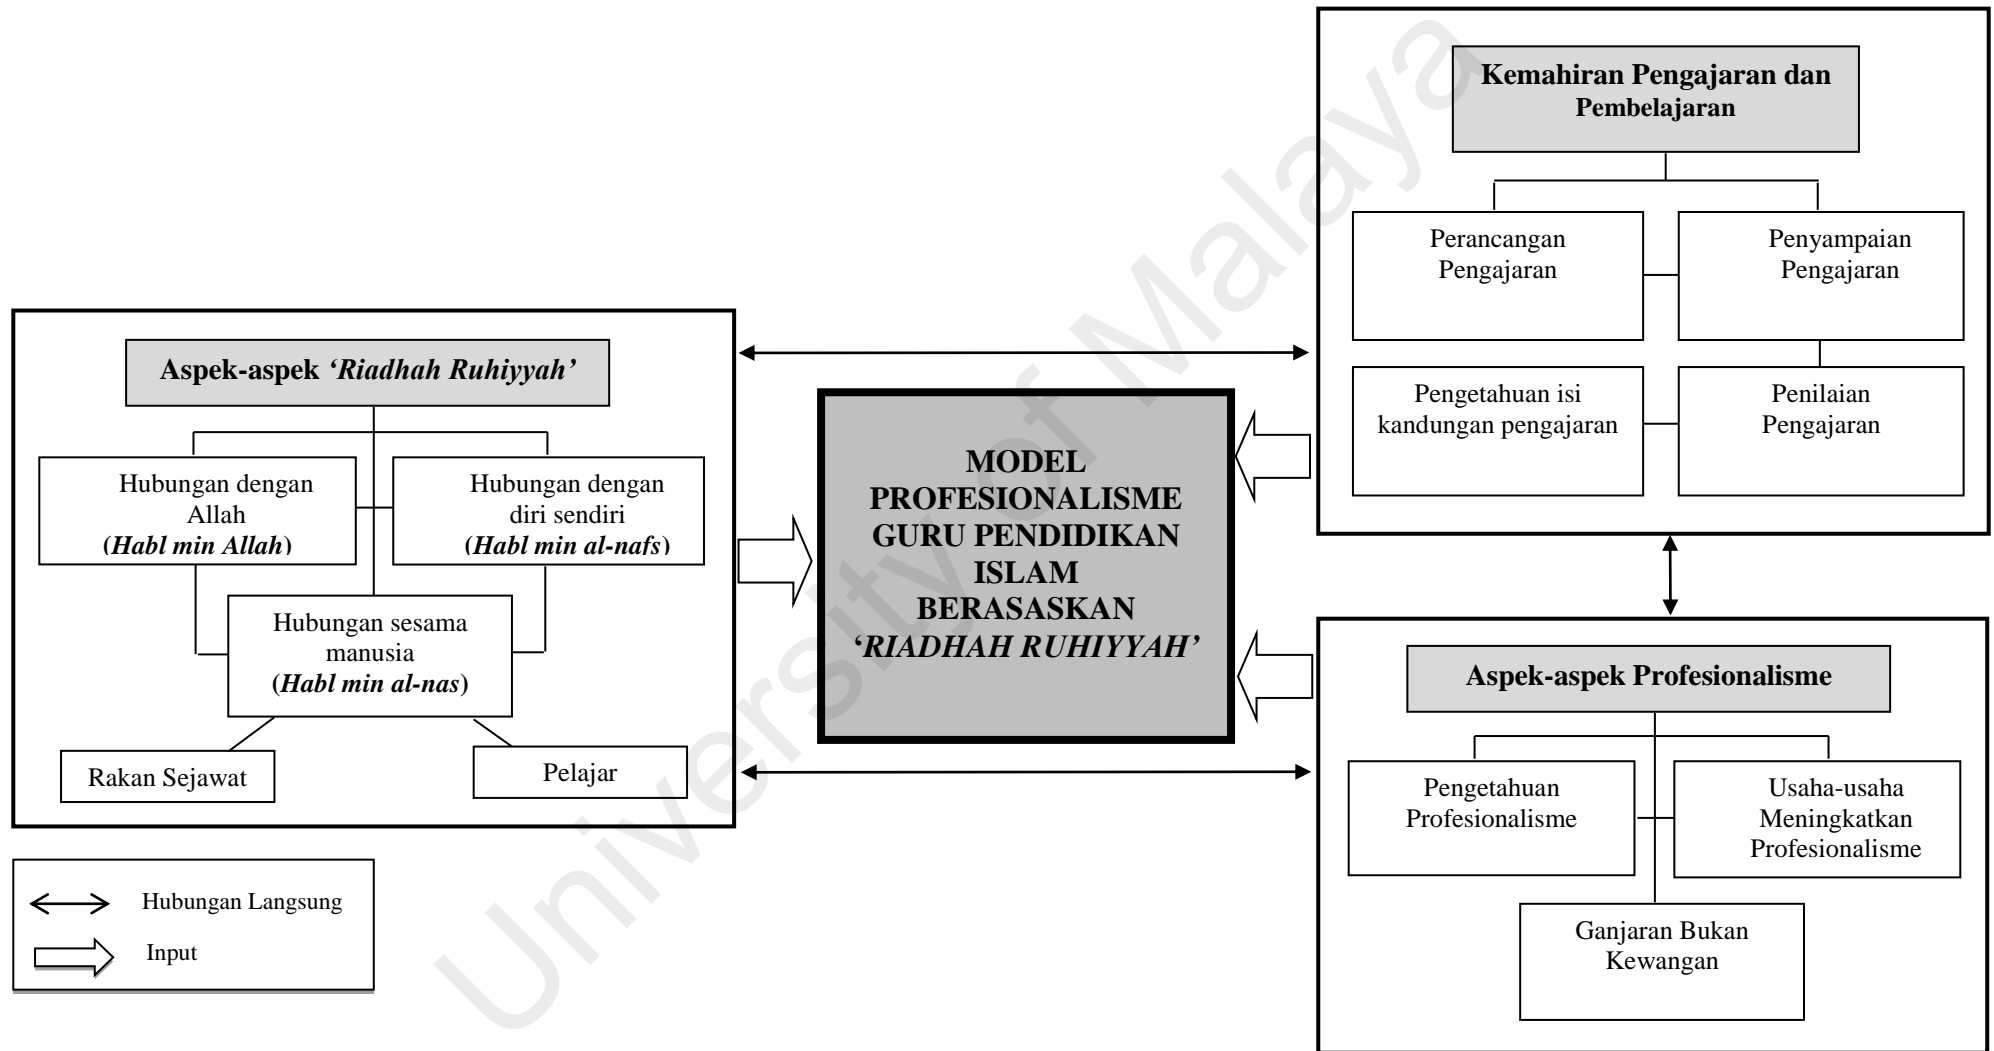 Aspek-aspek ‘Riadhah Ruhiyyah’
Hubungan dengan
Allah
(Habl min Allah)
Hubungan dengan
diri sendiri
(Habl min al-nafs)
Hubungan sesama
manusia
(Habl min al-nas)
Rakan Sejawat
Pelajar
Hubungan Langsung
Input
MODEL
PROFESIONALISME
GURU PENDIDIKAN
ISLAM
BERASASKAN
‘RIADHAH RUHIYYAH’
Kemahiran Pengajaran dan
Pembelajaran
Perancangan
Pengajaran
Penyampaian
Pengajaran
Pengetahuan isi
kandungan pengajaran
Penilaian
Pengajaran
Aspek-aspek Profesionalisme
Pengetahuan
Profesionalisme
Usaha-usaha
Meningkatkan
Profesionalisme
Ganjaran Bukan
Kewangan
University of Malaya